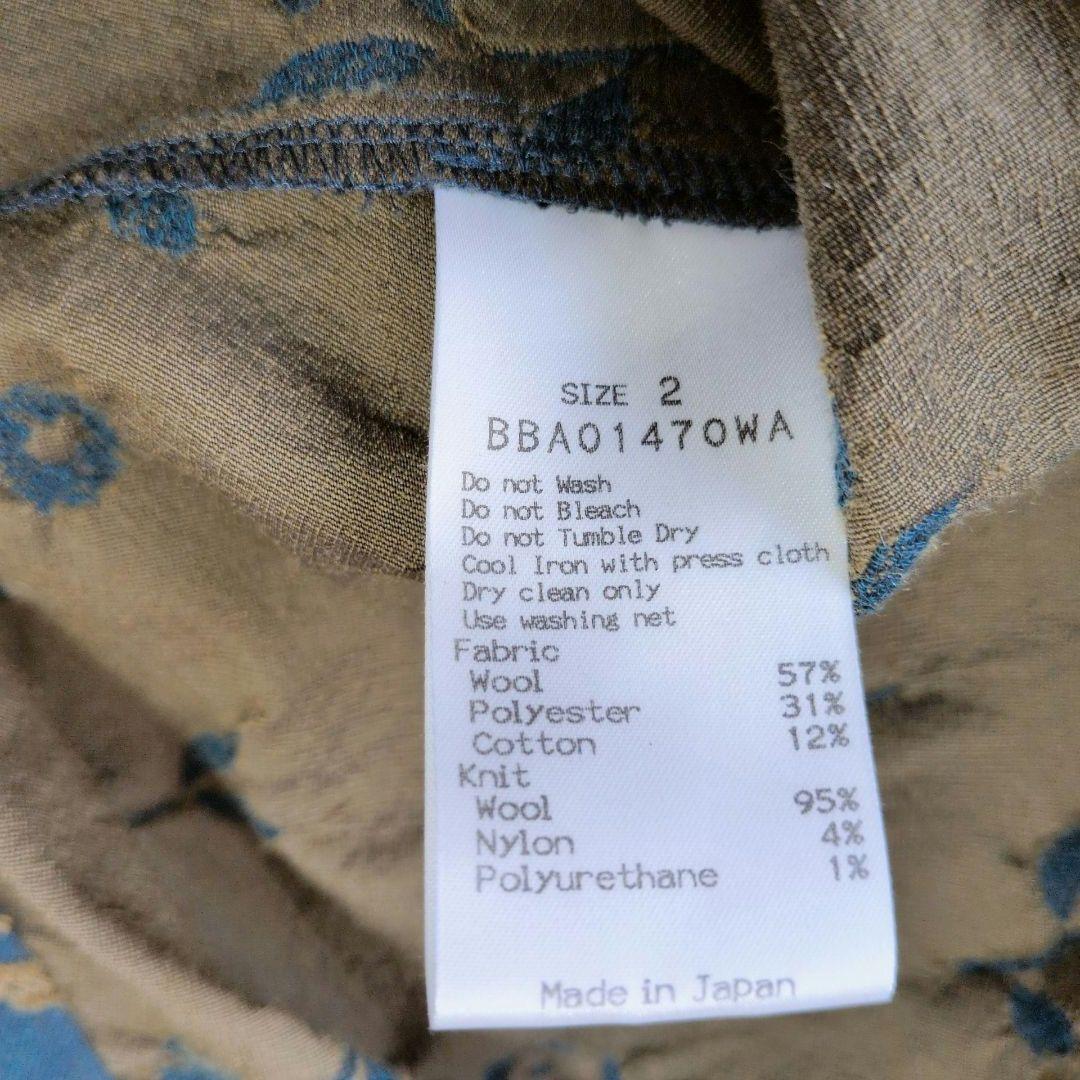 SIZE 2
BBA01470WA
Do not Wash
Do not Bleach
Do not Tumble Dry
Cool Iron with press cloth
Dry clean only
Use washing net
Fabric
Wool 57%
Polyester 31%
Cotton 12%
Knit
Wool 95%
Nylon 4%
Polyurethane 1%
Made in Japan